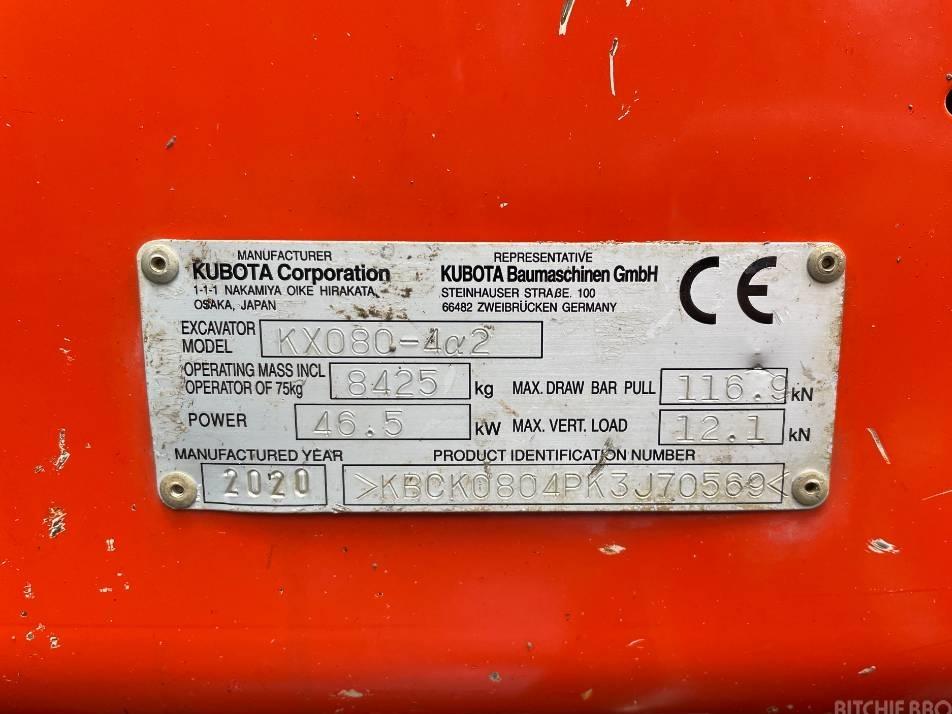 MANUFACTURER
KUBOTA Corporation
1-1-1 NAKAMIYA OIKE HIRAKATA,
OSAKA, JAPAN
REPRESENTATIVE
KUBOTA Baumaschinen GmbH
STEINHAUSER STRAßE. 100
66482 ZWEIBRÜCKEN GERMANY
CE
EXCAVATOR MODEL KX080-4α2
OPERATING MASS INCL OPERATOR OF 75kg 8425 kg
MAX. DRAW BAR PULL 116.9 kN
POWER 46.5 kW
MAX. VERT. LOAD 12.1 kN
MANUFACTURED YEAR
2020
PRODUCT IDENTIFICATION NUMBER
>KBCK0804PK3J70569<